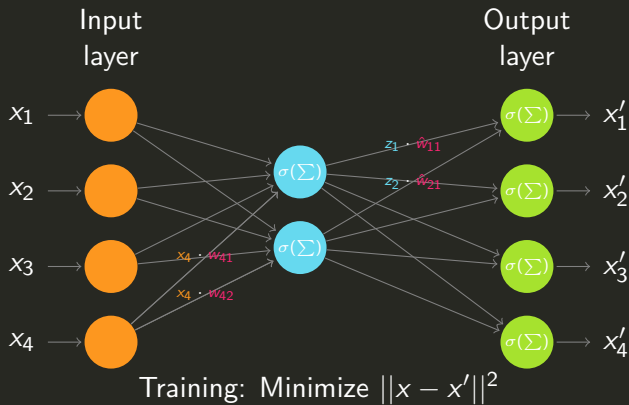 Input layer
Output layer
x₁
x₂
x₃
x₄
σ(∑)
σ(∑)
x₄ · w₄₁
x₄ · w₄₂
z₁ · ŵ₁₁
z₂ · ŵ₂₁
σ(∑)
σ(∑)
σ(∑)
σ(∑)
x′₁
x′₂
x′₃
x′₄
Training: Minimize ||x − x′||²